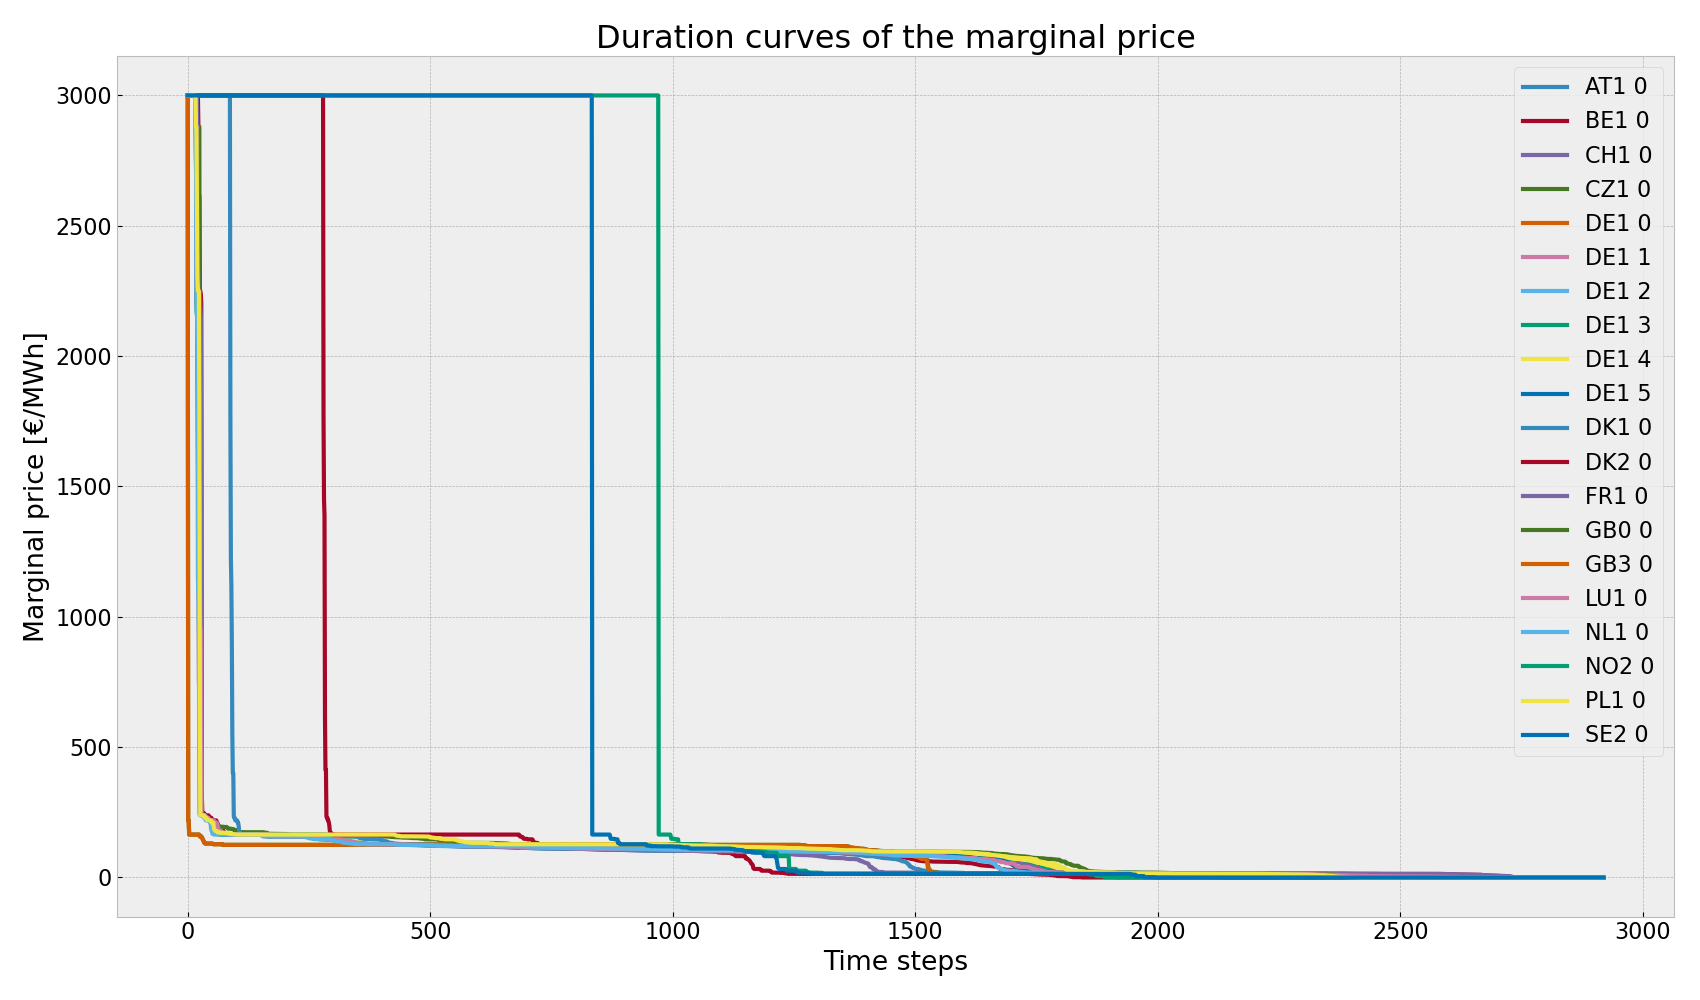 Duration curves of the marginal price
Marginal price [€/MWh]
3000
2500
2000
1500
1000
500
0
0
500
1000
1500
2000
2500
3000
Time steps
AT1 0
BE1 0
CH1 0
CZ1 0
DE1 0
DE1 1
DE1 2
DE1 3
DE1 4
DE1 5
DK1 0
DK2 0
FR1 0
GB0 0
GB3 0
LU1 0
NL1 0
NO2 0
PL1 0
SE2 0